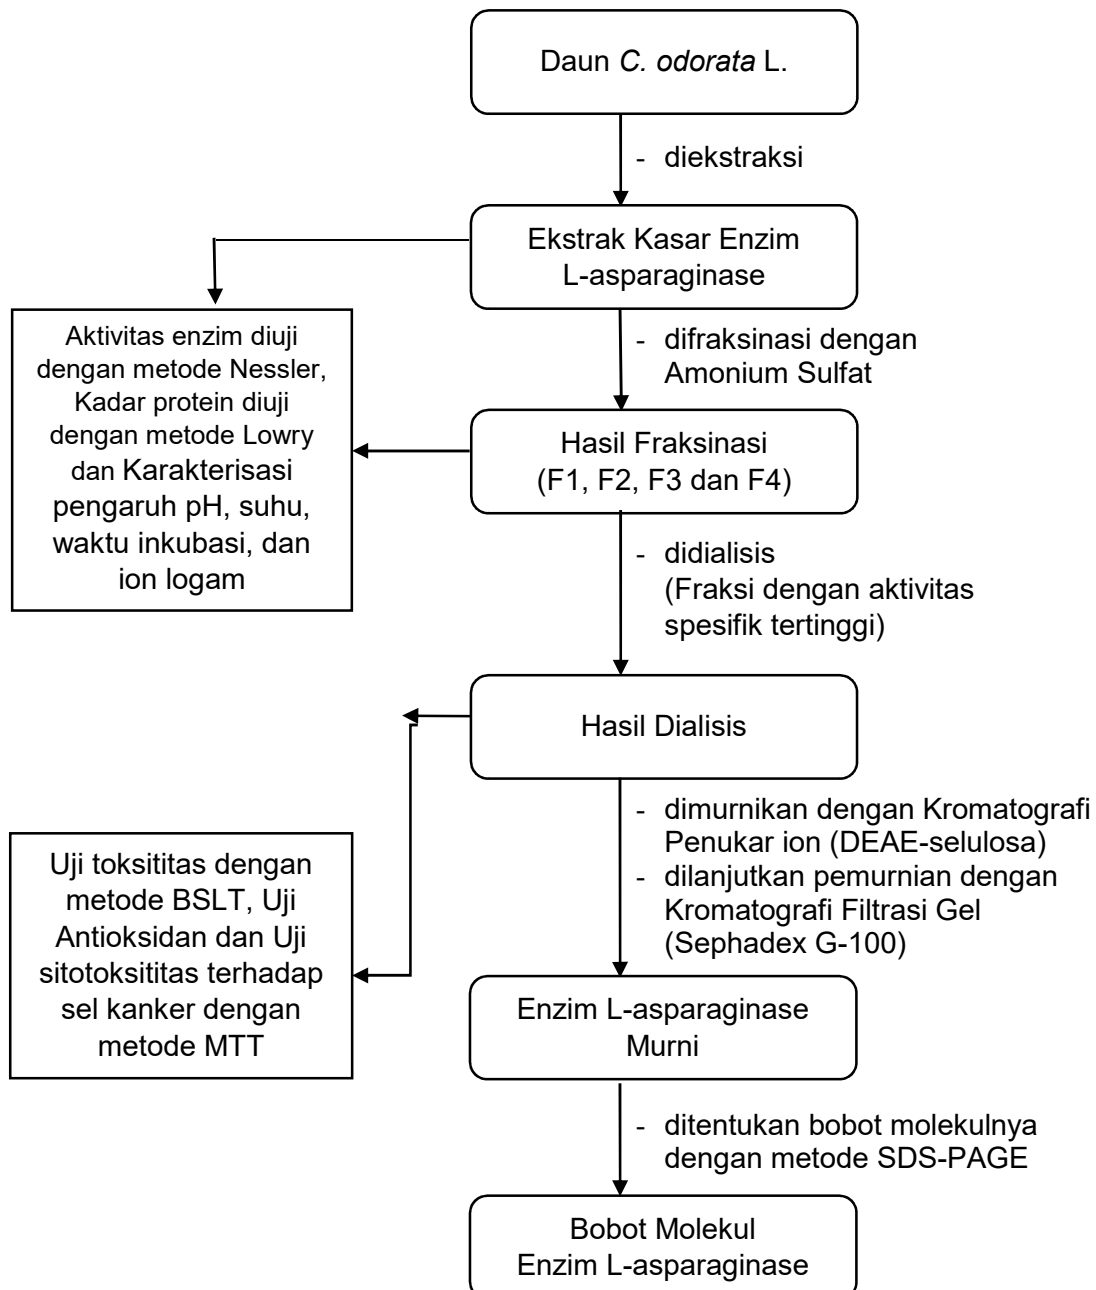 Daun C. odorata L.
- diekstraksi
Ekstrak Kasar Enzim
L-asparaginase
Aktivitas enzim diuji
dengan metode Nessler,
Kadar protein diuji
dengan metode Lowry
dan Karakterisasi
pengaruh pH, suhu,
waktu inkubasi, dan
ion logam
- difraksinasi dengan
Amonium Sulfat
Hasil Fraksinasi
(F1, F2, F3 dan F4)
- didialisis
(Fraksi dengan aktivitas
spesifik tertinggi)
Hasil Dialisis
Uji toksititas dengan
metode BSLT, Uji
Antioksidan dan Uji
sitotoksititas terhadap
sel kanker dengan
metode MTT
- dimurnikan dengan Kromatografi
Penukar ion (DEAE-selulosa)
- dilanjutkan pemurnian dengan
Kromatografi Filtrasi Gel
(Sephadex G-100)
Enzim L-asparaginase
Murni
- ditentukan bobot molekulnya
dengan metode SDS-PAGE
Bobot Molekul
Enzim L-asparaginase